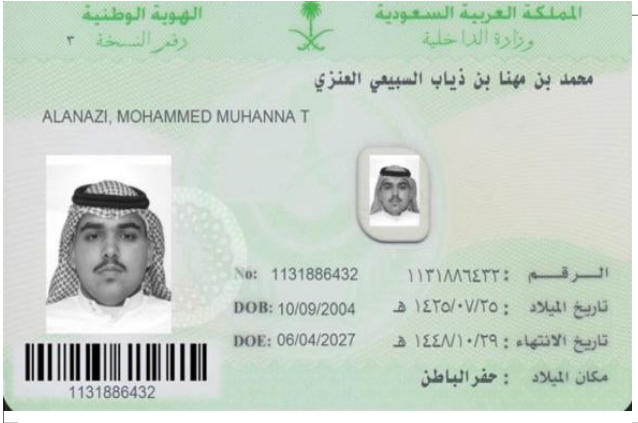 المملكة العربية السعودية
وزارة الداخلية
الهوية الوطنية
رقم النسخة ٣
محمد بن مهنا بن ذياب السبيعي العنزي
ALANAZI, MOHAMMED MUHANNA T
الـرقـــم : ١١٣١٨٨٦٤٣٢
No: 1131886432
تاريخ الميلاد : ١٤٢٥/٠٧/٢٥ هـ
DOB: 10/09/2004
تاريخ الانتهاء : ١٤٤٨/١٠/٢٩ هـ
DOE: 06/04/2027
مكان الميلاد : حفر الباطن
1131886432